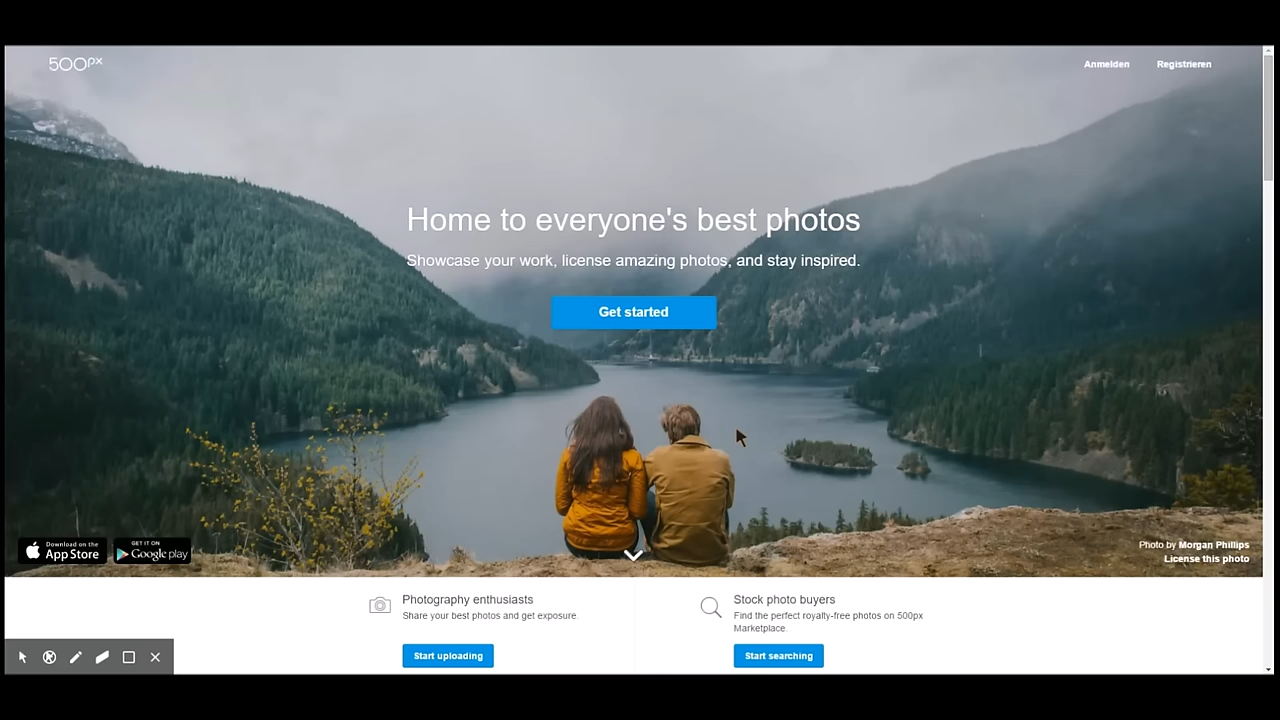 500px
Anmelden
Registrieren
Home to everyone's best photos
Showcase your work, license amazing photos, and stay inspired.
Get started
Download on the
App Store
GET IT ON
Google play
Photo by Morgan Phillips
License this photo
Photography enthusiasts
Share your best photos and get exposure.
Start uploading
Stock photo buyers
Find the perfect royalty-free photos on 500px
Marketplace.
Start searching